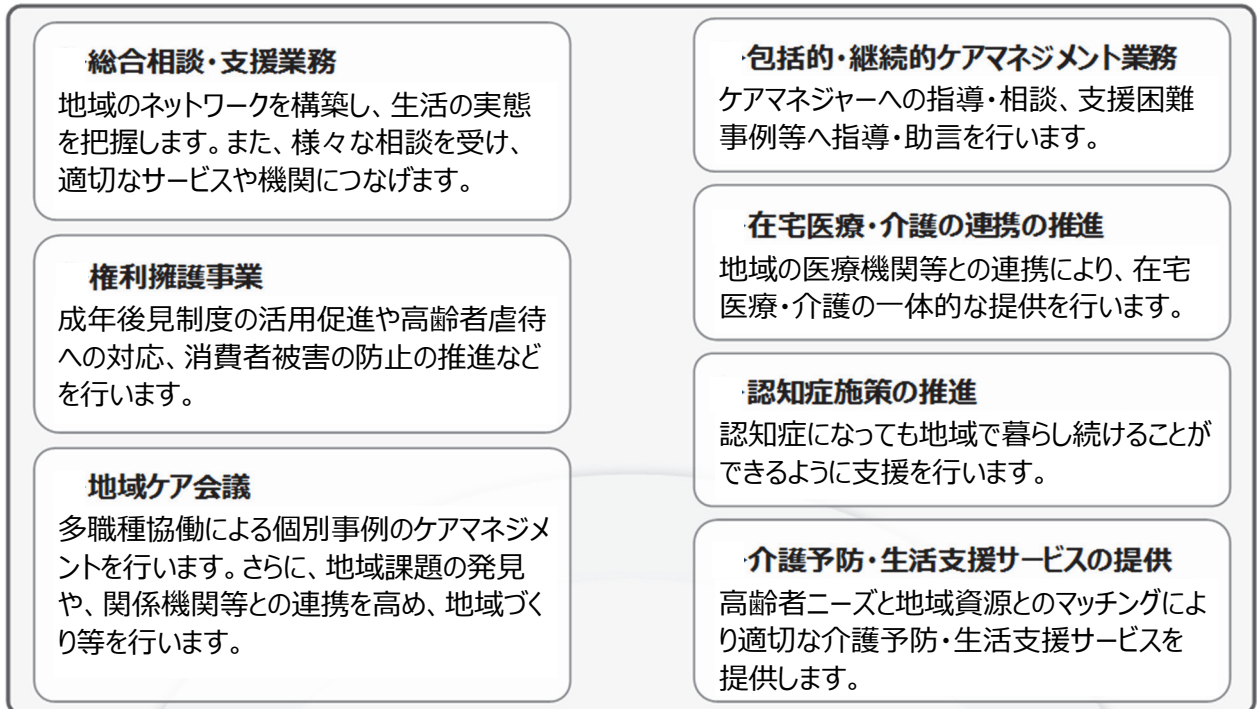 総合相談・支援業務
地域のネットワークを構築し、生活の実態
を把握します。また、様々な相談を受け、
適切なサービスや機関につなげます。
権利擁護事業
成年後見制度の活用促進や高齢者虐待
への対応、消費者被害の防止の推進など
を行います。
地域ケア会議
多職種協働による個別事例のケアマネジメ
ントを行います。さらに、地域課題の発見
や、関係機関等との連携を高め、地域づく
り等を行います。
包括的・継続的ケアマネジメント業務
ケアマネジャーへの指導・相談、支援困難
事例等へ指導・助言を行います。
在宅医療・介護の連携の推進
地域の医療機関等との連携により、在宅
医療・介護の一体的な提供を行います。
認知症施策の推進
認知症になっても地域で暮らし続けることが
できるように支援を行います。
介護予防・生活支援サービスの提供
高齢者ニーズと地域資源とのマッチングによ
り適切な介護予防・生活支援サービスを
提供します。